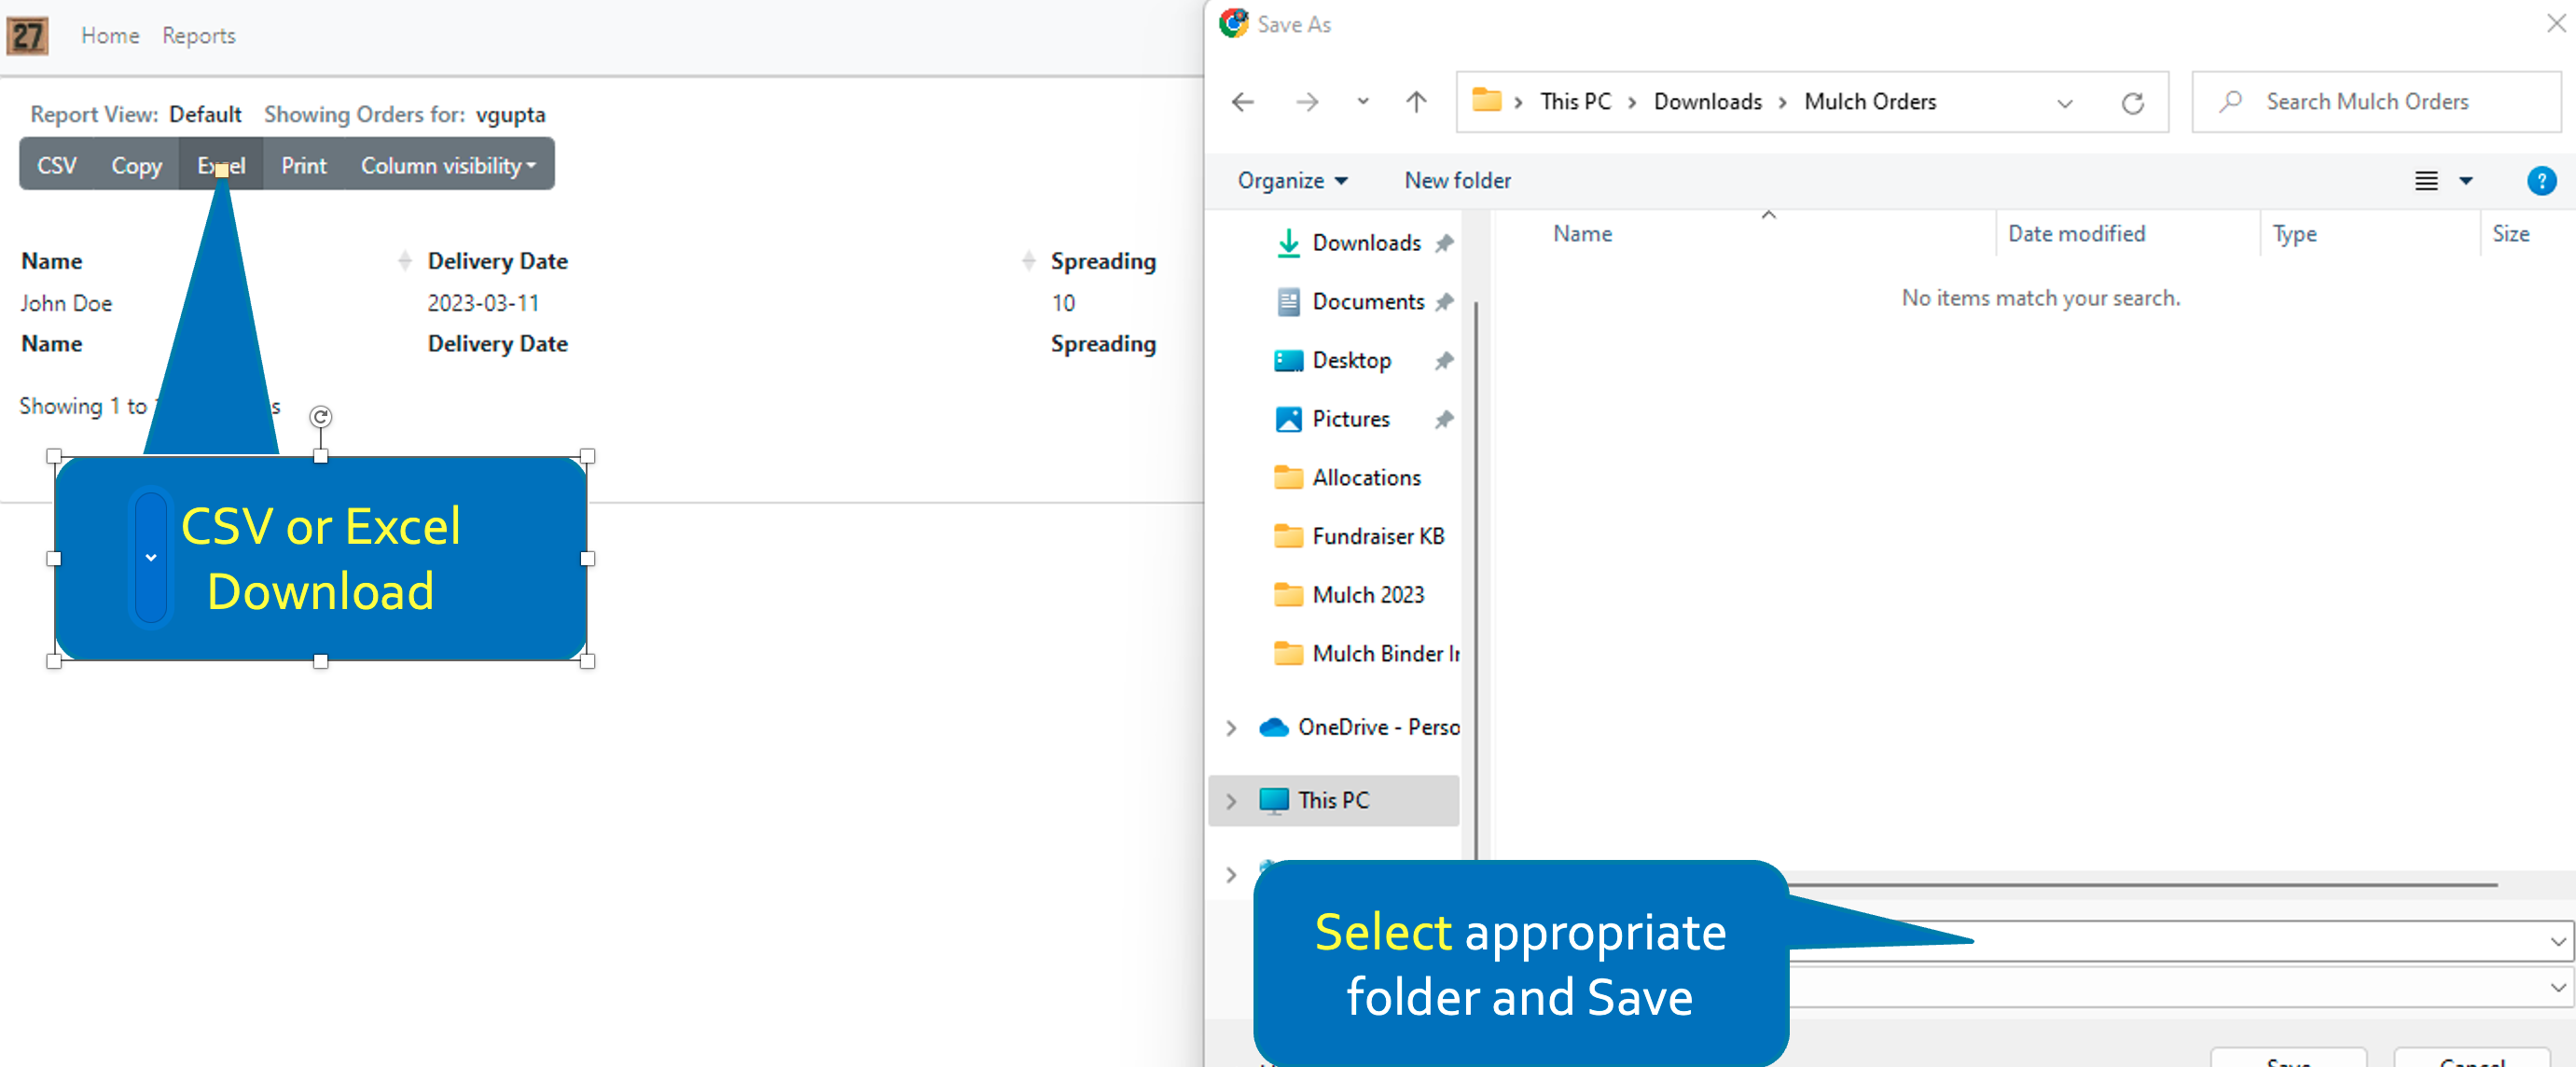 27 Home Reports
Report View: Default Showing Orders for: vgupta
CSV Copy Excel Print Column visibility
Name Delivery Date Spreading
John Doe 2023-03-11 10
Name Delivery Date Spreading
Showing 1 to
CSV or Excel
Download
Save As
This PC > Downloads > Mulch Orders
Search Mulch Orders
Organize New folder
?
Name Date modified Type Size
No items match your search.
Downloads
Documents
Desktop
Pictures
Allocations
Fundraiser KB
Mulch 2023
Mulch Binder
OneDrive - Perso
This PC
Select appropriate
folder and Save
Save Cancel